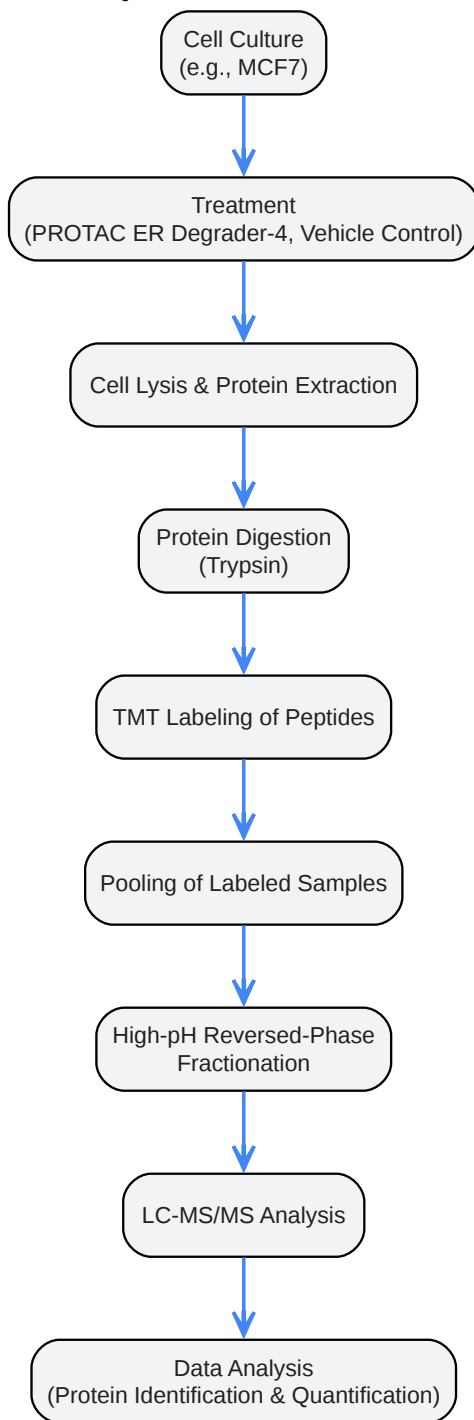 Cell Culture
(e.g., MCF7)
Treatment
(PROTAC ER Degrader-4, Vehicle Control)
Cell Lysis & Protein Extraction
Protein Digestion
(Trypsin)
TMT Labeling of Peptides
Pooling of Labeled Samples
High-pH Reversed-Phase
Fractionation
LC-MS/MS Analysis
Data Analysis
(Protein Identification & Quantification)